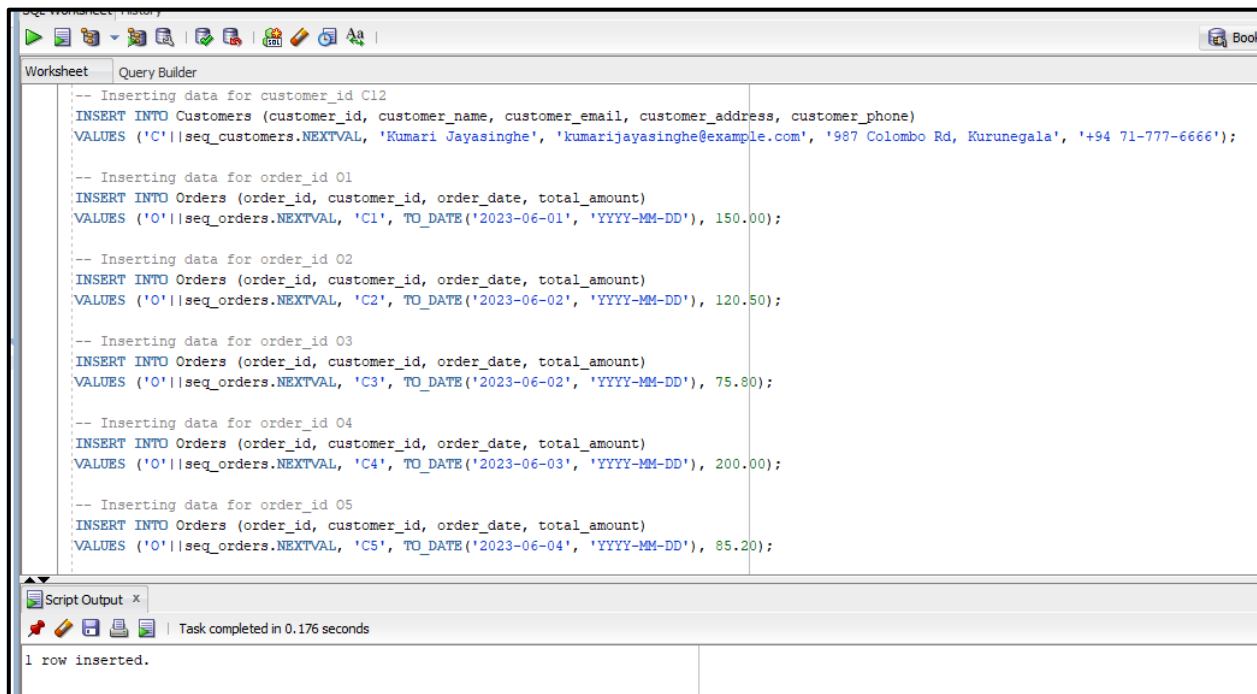 SQL Worksheet History
Book
Worksheet Query Builder
-- Inserting data for customer_id C12
INSERT INTO Customers (customer_id, customer_name, customer_email, customer_address, customer_phone)
VALUES ('C'||seq_customers.NEXTVAL, 'Kumari Jayasinghe', 'kumarijayasinghe@example.com', '987 Colombo Rd, Kurunegala', '+94 71-777-6666');
-- Inserting data for order_id O1
INSERT INTO Orders (order_id, customer_id, order_date, total_amount)
VALUES ('O'||seq_orders.NEXTVAL, 'C1', TO_DATE('2023-06-01', 'YYYY-MM-DD'), 150.00);
-- Inserting data for order_id O2
INSERT INTO Orders (order_id, customer_id, order_date, total_amount)
VALUES ('O'||seq_orders.NEXTVAL, 'C2', TO_DATE('2023-06-02', 'YYYY-MM-DD'), 120.50);
-- Inserting data for order_id O3
INSERT INTO Orders (order_id, customer_id, order_date, total_amount)
VALUES ('O'||seq_orders.NEXTVAL, 'C3', TO_DATE('2023-06-02', 'YYYY-MM-DD'), 75.80);
-- Inserting data for order_id O4
INSERT INTO Orders (order_id, customer_id, order_date, total_amount)
VALUES ('O'||seq_orders.NEXTVAL, 'C4', TO_DATE('2023-06-03', 'YYYY-MM-DD'), 200.00);
-- Inserting data for order_id O5
INSERT INTO Orders (order_id, customer_id, order_date, total_amount)
VALUES ('O'||seq_orders.NEXTVAL, 'C5', TO_DATE('2023-06-04', 'YYYY-MM-DD'), 85.20);
Script Output x
Task completed in 0.176 seconds
1 row inserted.